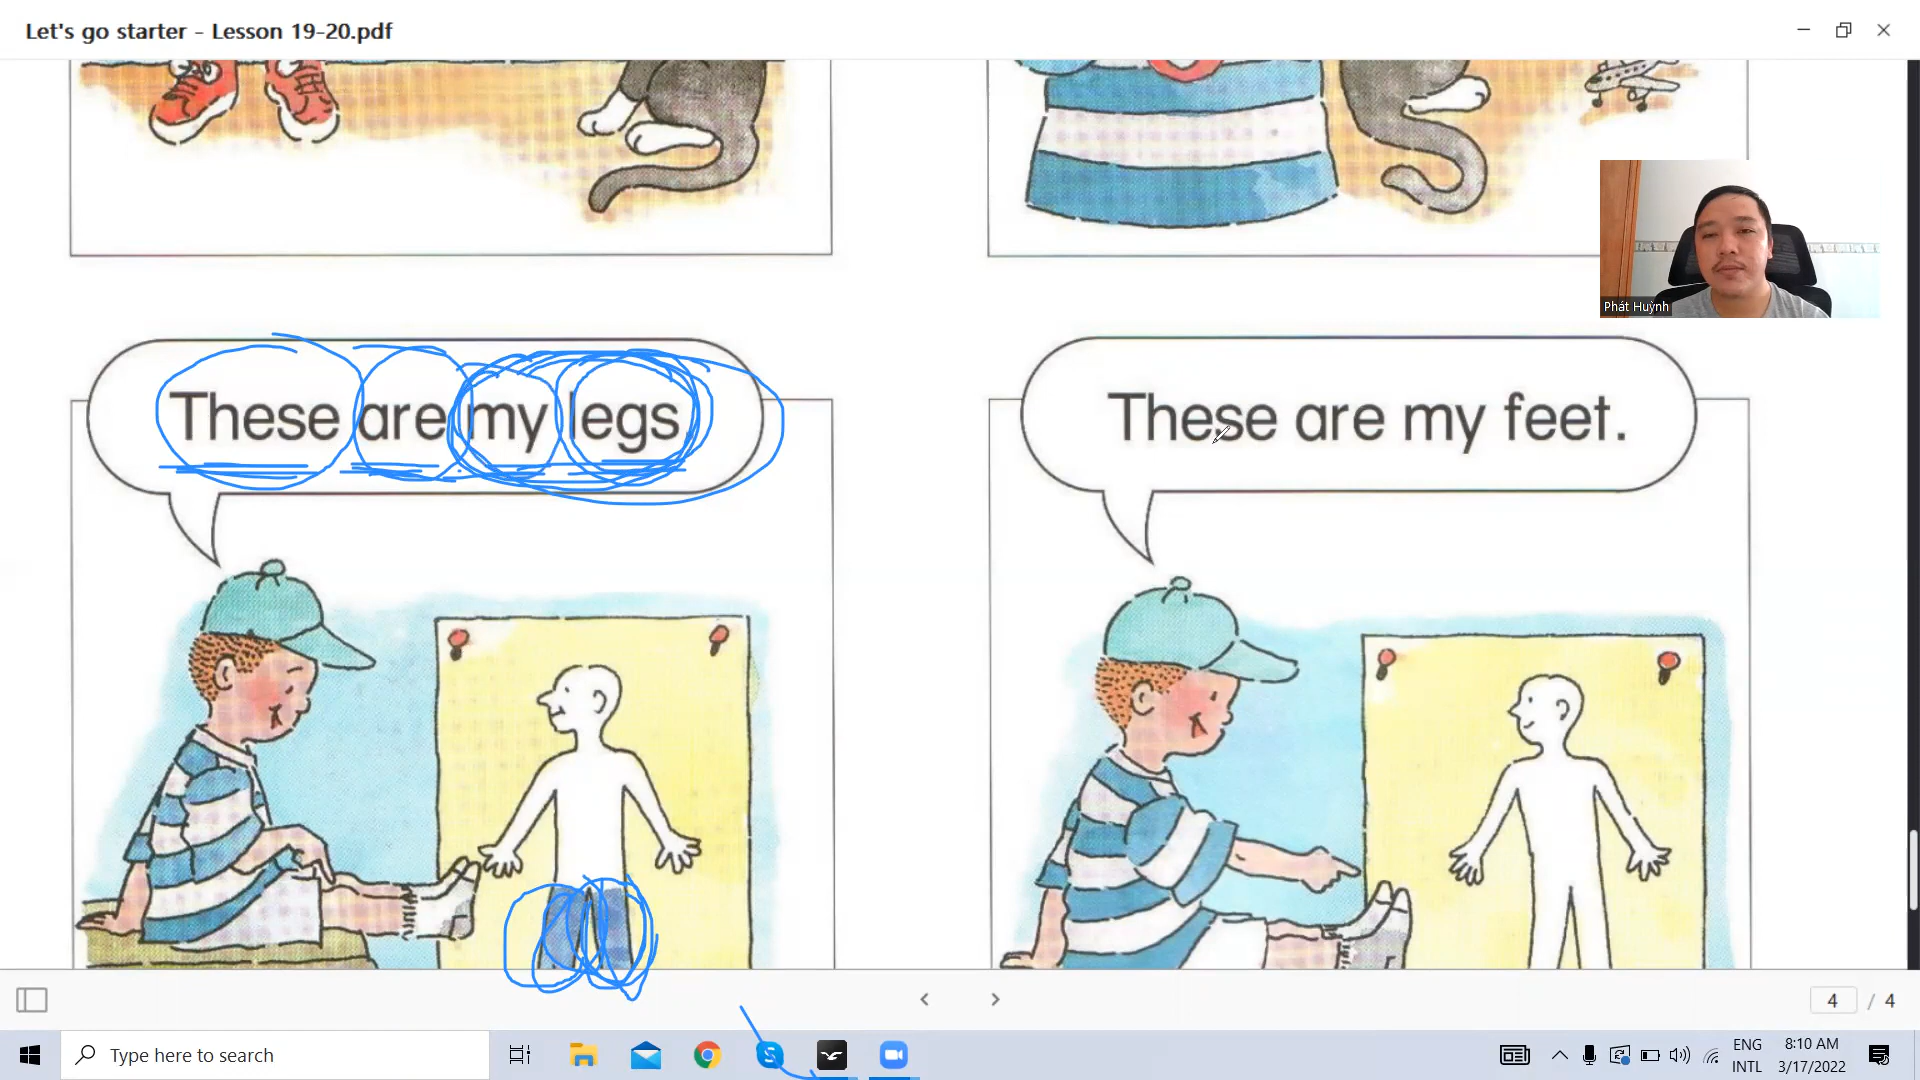 Let's go starter - Lesson 19-20.pdf
Phát Huỳnh
These are my legs
These are my feet.
4 / 4
Type here to search
ENG
INTL
8:10 AM
3/17/2022